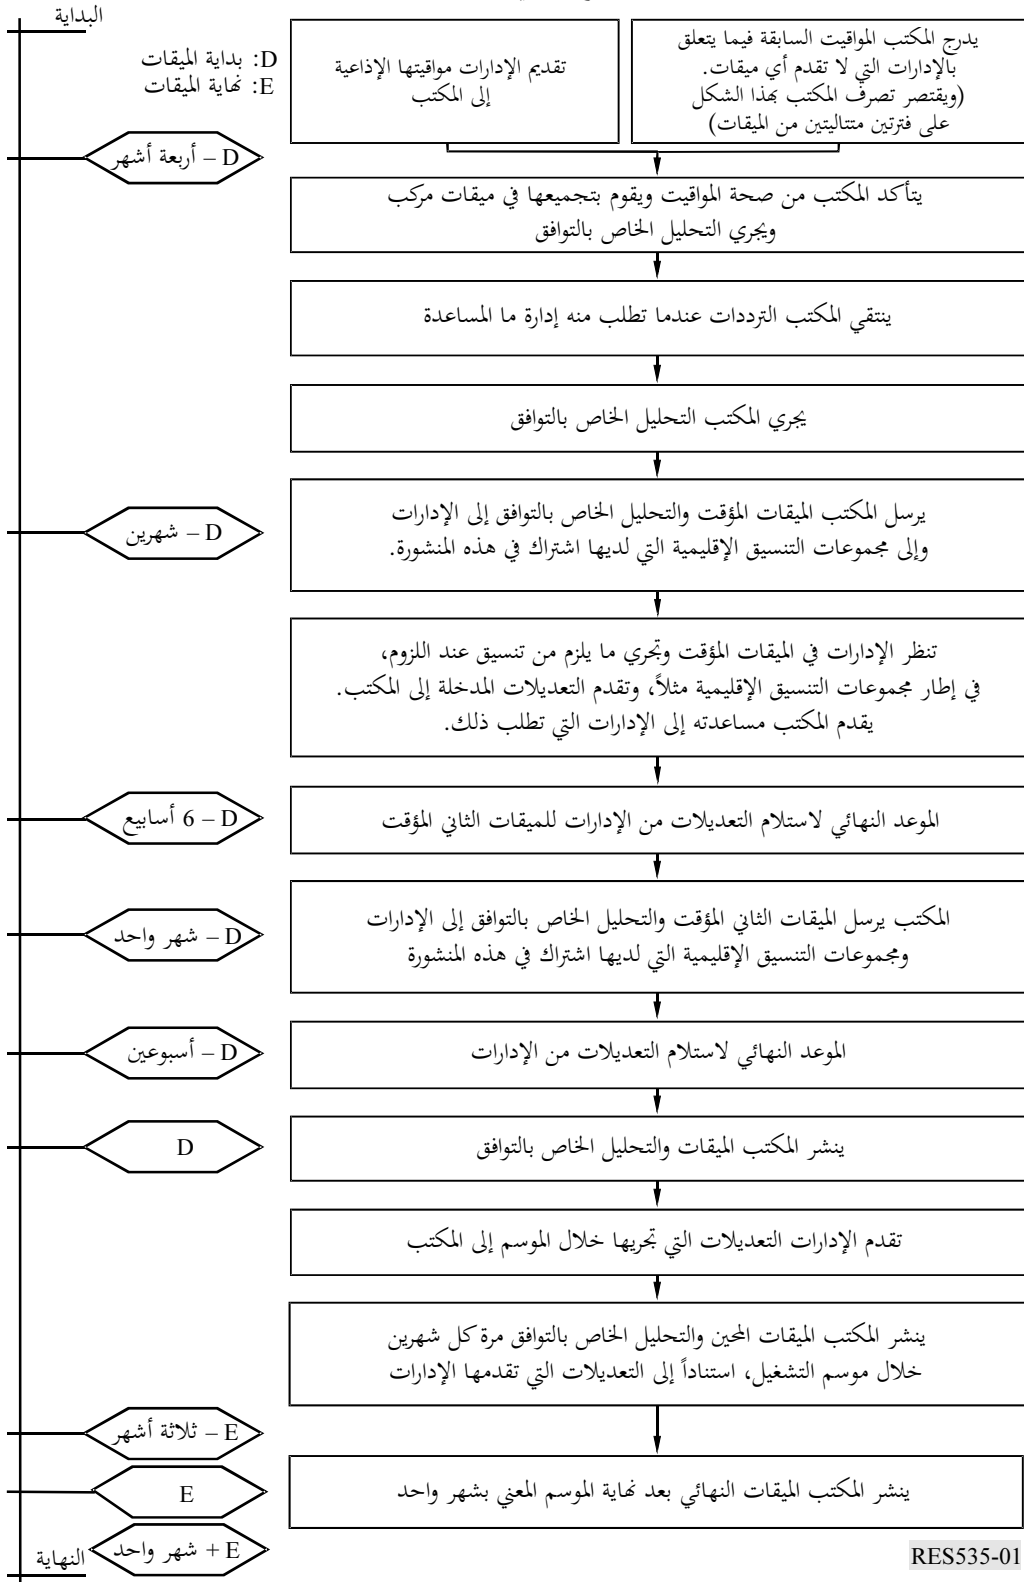 البداية
D: بداية الميقات
E: نهاية الميقات
يدرج المكتب المواقيت السابقة فيما يتعلق
بالإدارات التي لا تقدم أي ميقات.
(ويقتصر تصرف المكتب بهذا الشكل
على فترتين متتاليتين من الميقات)
تقديم الإدارات مواقيتها الإذاعية
إلى المكتب
D – أربعة أشهر
يتأكد المكتب من صحة المواقيت ويقوم بتجميعها في ميقات مركب
ويجري التحليل الخاص بالتوافق
ينتقي المكتب الترددات عندما تطلب منه إدارة ما المساعدة
يجري المكتب التحليل الخاص بالتوافق
D – شهرين
يرسل المكتب الميقات المؤقت والتحليل الخاص بالتوافق إلى الإدارات
وإلى مجموعات التنسيق الإقليمية التي لديها اشتراك في هذه المنشورة.
تنظر الإدارات في الميقات المؤقت وتجري ما يلزم من تنسيق عند اللزوم،
في إطار مجموعات التنسيق الإقليمية مثلاً، وتقدم التعديلات المدخلة إلى المكتب.
يقدم المكتب مساعدته إلى الإدارات التي تطلب ذلك.
D – 6 أسابيع
الموعد النهائي لاستلام التعديلات من الإدارات للميقات الثاني المؤقت
D – شهر واحد
المكتب يرسل الميقات الثاني المؤقت والتحليل الخاص بالتوافق إلى الإدارات
ومجموعات التنسيق الإقليمية التي لديها اشتراك في هذه المنشورة
D – أسبوعين
الموعد النهائي لاستلام التعديلات من الإدارات
D
ينشر المكتب الميقات والتحليل الخاص بالتوافق
تقدم الإدارات التعديلات التي تجريها خلال الموسم إلى المكتب
ينشر المكتب الميقات المحين والتحليل الخاص بالتوافق مرة كل شهرين
خلال موسم التشغيل، استناداً إلى التعديلات التي تقدمها الإدارات
E – ثلاثة أشهر
E
ينشر المكتب الميقات النهائي بعد نهاية الموسم المعني بشهر واحد
E + شهر واحد
النهاية
RES535-01